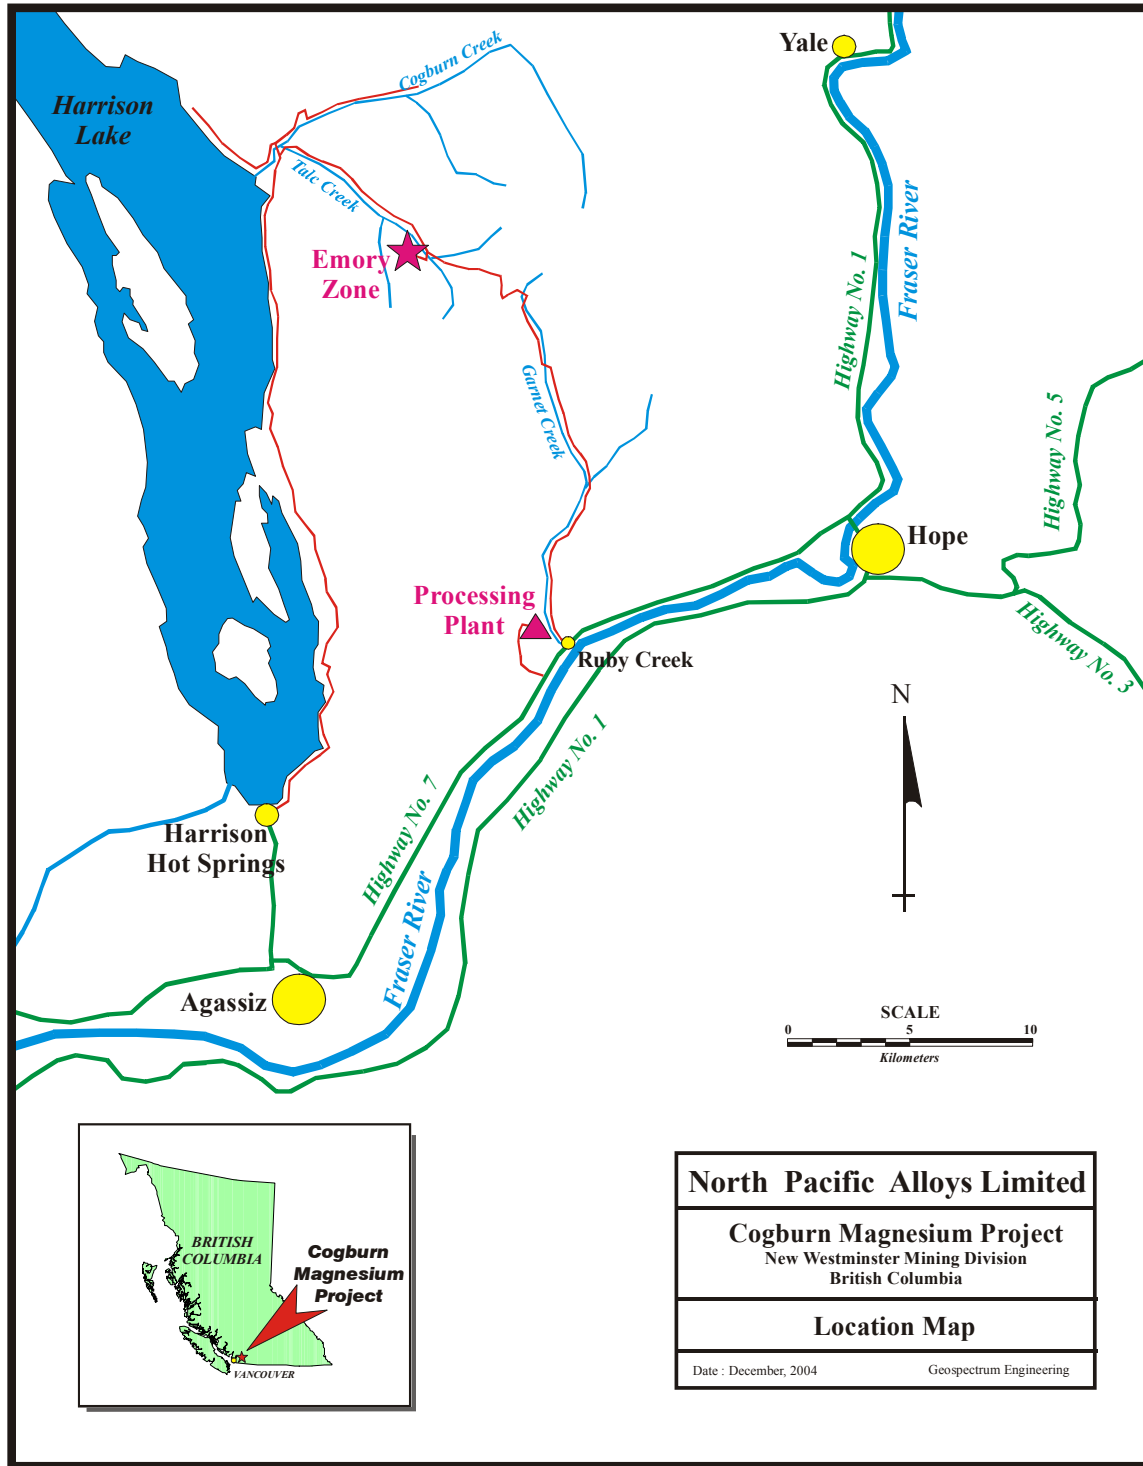 Yale
Cogburn Creek
Harrison
Lake
Talc Creek
Fraser River
Emory
Zone
Highway No. 1
Garnet Creek
Highway No. 5
Hope
Processing
Plant
Highway No. 3
Ruby Creek
N
Highway No. 1
Highway No. 7
Harrison
Hot Springs
Fraser River
Agassiz
SCALE
0 5 10
Kilometers
BRITISH
COLUMBIA
Cogburn
Magnesium
Project
VANCOUVER
North Pacific Alloys Limited
Cogburn Magnesium Project
New Westminster Mining Division
British Columbia
Location Map
Date : December, 2004 Geospectrum Engineering